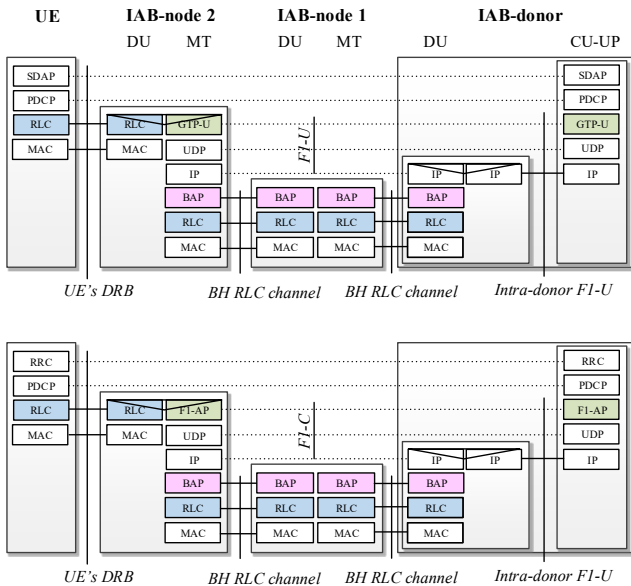 UE IAB-node 2 IAB-node 1 IAB-donor
DU MT DU MT DU CU-UP
SDAP SDAP
PDCP PDCP
RLC RLC GTP-U F1-U GTP-U
MAC MAC UDP UDP
IP IP IP IP
BAP BAP BAP BAP
RLC RLC RLC RLC
MAC MAC MAC MAC
UE's DRB BH RLC channel BH RLC channel Intra-donor F1-U
RRC RRC
PDCP PDCP
RLC RLC F1-AP F1-C F1-AP
MAC MAC UDP UDP
IP IP IP IP
BAP BAP BAP BAP
RLC RLC RLC RLC
MAC MAC MAC MAC
UE's DRB BH RLC channel BH RLC channel Intra-donor F1-U